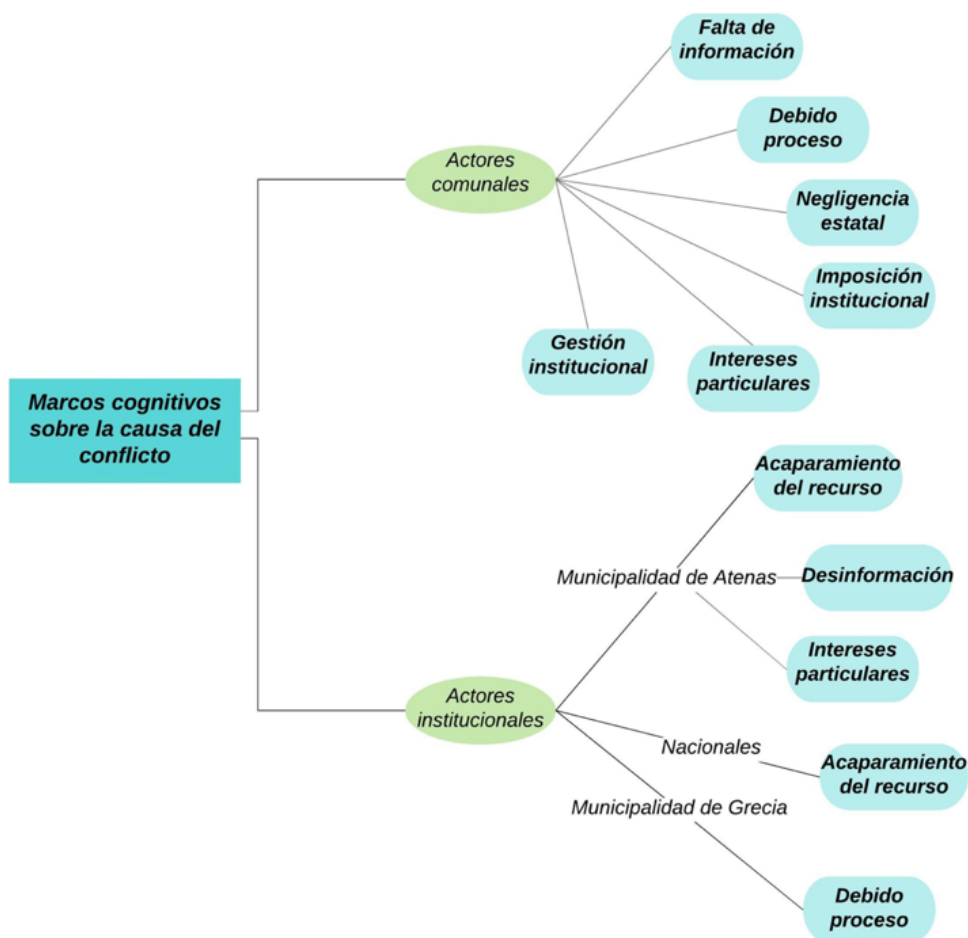 Marcos cognitivos
sobre la causa del
conflicto
Actores
comunales
Falta de
información
Debido
proceso
Negligencia
estatal
Imposición
institucional
Intereses
particulares
Gestión
institucional
Actores
institucionales
Municipalidad de Atenas
Acaparamiento
del recurso
Desinformación
Intereses
particulares
Nacionales
Acaparamiento
del recurso
Municipalidad de Grecia
Debido
proceso